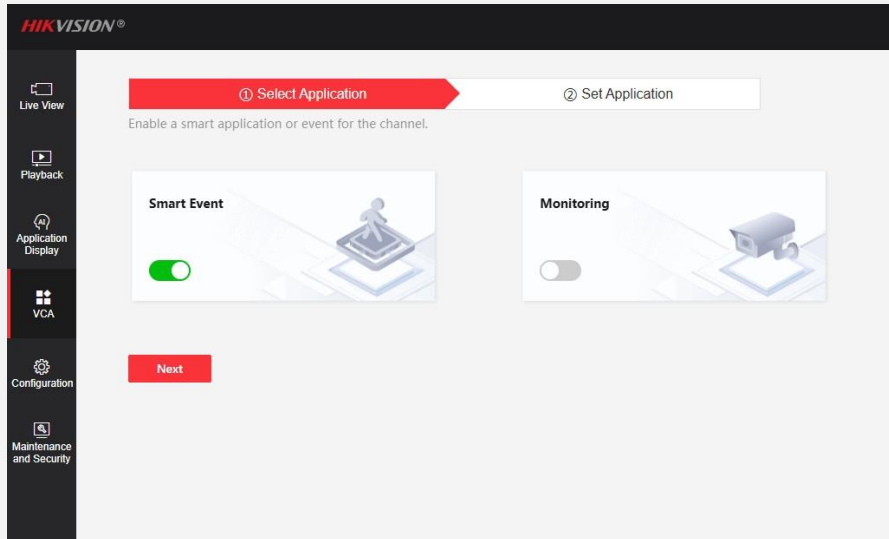 HIKVISION®
Live View
Playback
AI
Application
Display
VCA
Configuration
Maintenance
and Security
① Select Application
② Set Application
Enable a smart application or event for the channel.
Smart Event
Monitoring
Next